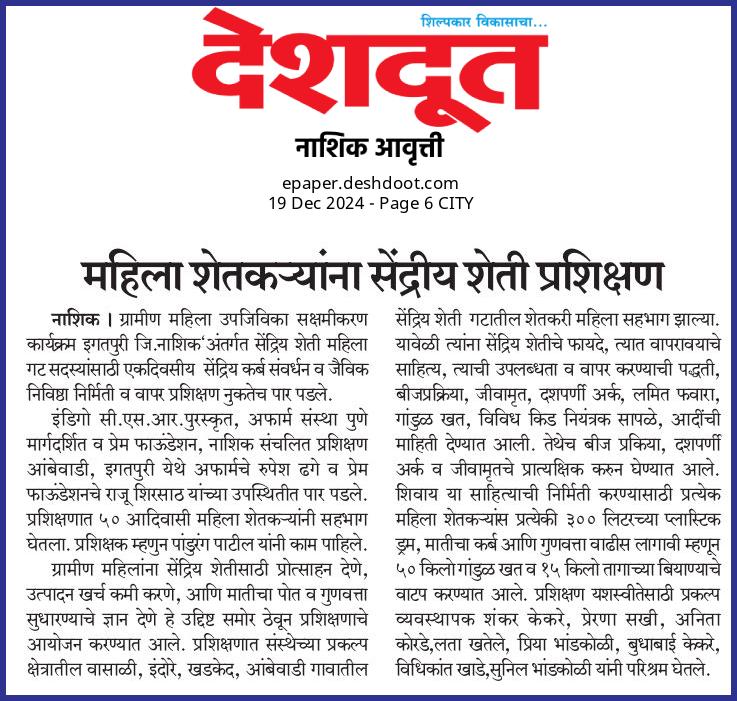 शिल्पकार विकासाचा...
देशदूत
नाशिक आवृत्ती
epaper.deshdoot.com
19 Dec 2024 - Page 6 CITY
महिला शेतकऱ्यांना सेंद्रीय शेती प्रशिक्षण
नाशिक । ग्रामीण महिला उपजिविका सक्षमीकरण
कार्यक्रम इगतपुरी जि.नाशिक'अंतर्गत सेंद्रिय शेती महिला
गट सदस्यांसाठी एकदिवसीय सेंद्रिय कर्ब संवर्धन व जैविक
निविष्ठा निर्मिती व वापर प्रशिक्षण नुकतेच पार पडले.
इंडिगो सी.एस.आर.पुरस्कृत, अफार्म संस्था पुणे
मार्गदर्शित व प्रेम फाऊंडेशन, नाशिक संचलित प्रशिक्षण
आंबेवाडी, इगतपुरी येथे अफार्मचे रुपेश ढगे व प्रेम
फाऊंडेशनचे राजू शिरसाठ यांच्या उपस्थितीत पार पडले.
प्रशिक्षणात ५० आदिवासी महिला शेतकऱ्यांनी सहभाग
घेतला. प्रशिक्षक म्हणुन पांडुरंग पाटील यांनी काम पाहिले.
ग्रामीण महिलांना सेंद्रिय शेतीसाठी प्रोत्साहन देणे,
उत्पादन खर्च कमी करणे, आणि मातीचा पोत व गुणवत्ता
सुधारण्याचे ज्ञान देणे हे उद्दिष्ट समोर ठेवून प्रशिक्षणाचे
आयोजन करण्यात आले. प्रशिक्षणात संस्थेच्या प्रकल्प
क्षेत्रातील वासाळी, इंदोरे, खडकेद, आंबेवाडी गावातील
सेंद्रिय शेती गटातील शेतकरी महिला सहभाग झाल्या.
यावेळी त्यांना सेंद्रिय शेतीचे फायदे, त्यात वापरावयाचे
साहित्य, त्याची उपलब्धता व वापर करण्याची पद्धती,
बीजप्रक्रिया, जीवामृत, दशपर्णी अर्क, लमित फवारा,
गांडुळ खत, विविध किड नियंत्रक सापळे, आदींची
माहिती देण्यात आली. तेथेच बीज प्रकिया, दशपर्णी
अर्क व जीवामृतचे प्रात्यक्षिक करुन घेण्यात आले.
शिवाय या साहित्याची निर्मिती करण्यासाठी प्रत्येक
महिला शेतकऱ्यांस प्रत्येकी ३०० लिटरच्या प्लास्टिक
ड्रम, मातीचा कर्ब आणि गुणवत्ता वाढीस लागावी म्हणून
५० किलो गांडुळ खत व १५ किलो तागाच्या बियाण्याचे
वाटप करण्यात आले. प्रशिक्षण यशस्वीतेसाठी प्रकल्प
व्यवस्थापक शंकर केकरे, प्रेरणा सखी, अनिता
कोरडे,लता खतेले, प्रिया भांडकोळी, बुधाबाई केकरे,
विधिकांत खाडे,सुनिल भांडकोळी यांनी परिश्रम घेतले.